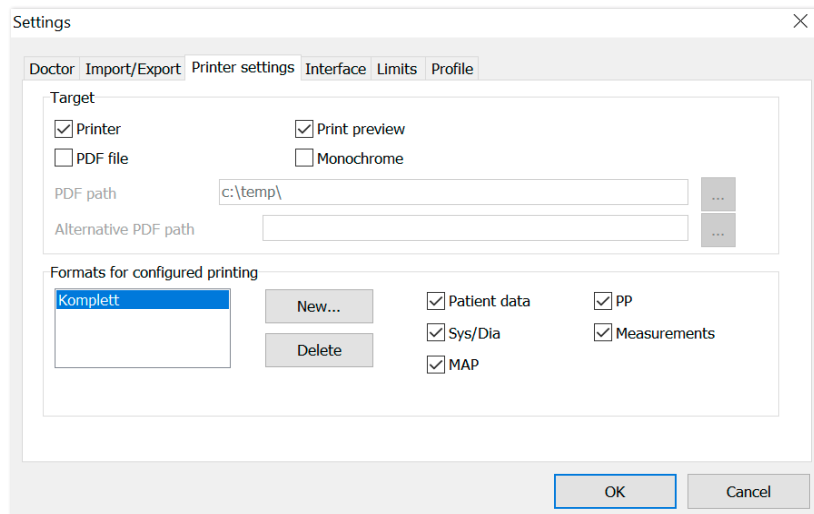 Settings
Doctor Import/Export Printer settings Interface Limits Profile
Target
Printer Print preview
PDF file Monochrome
PDF path c:\temp\ ...
Alternative PDF path ...
Formats for configured printing
Komplett New... Patient data PP
Delete Sys/Dia Measurements
MAP
OK Cancel